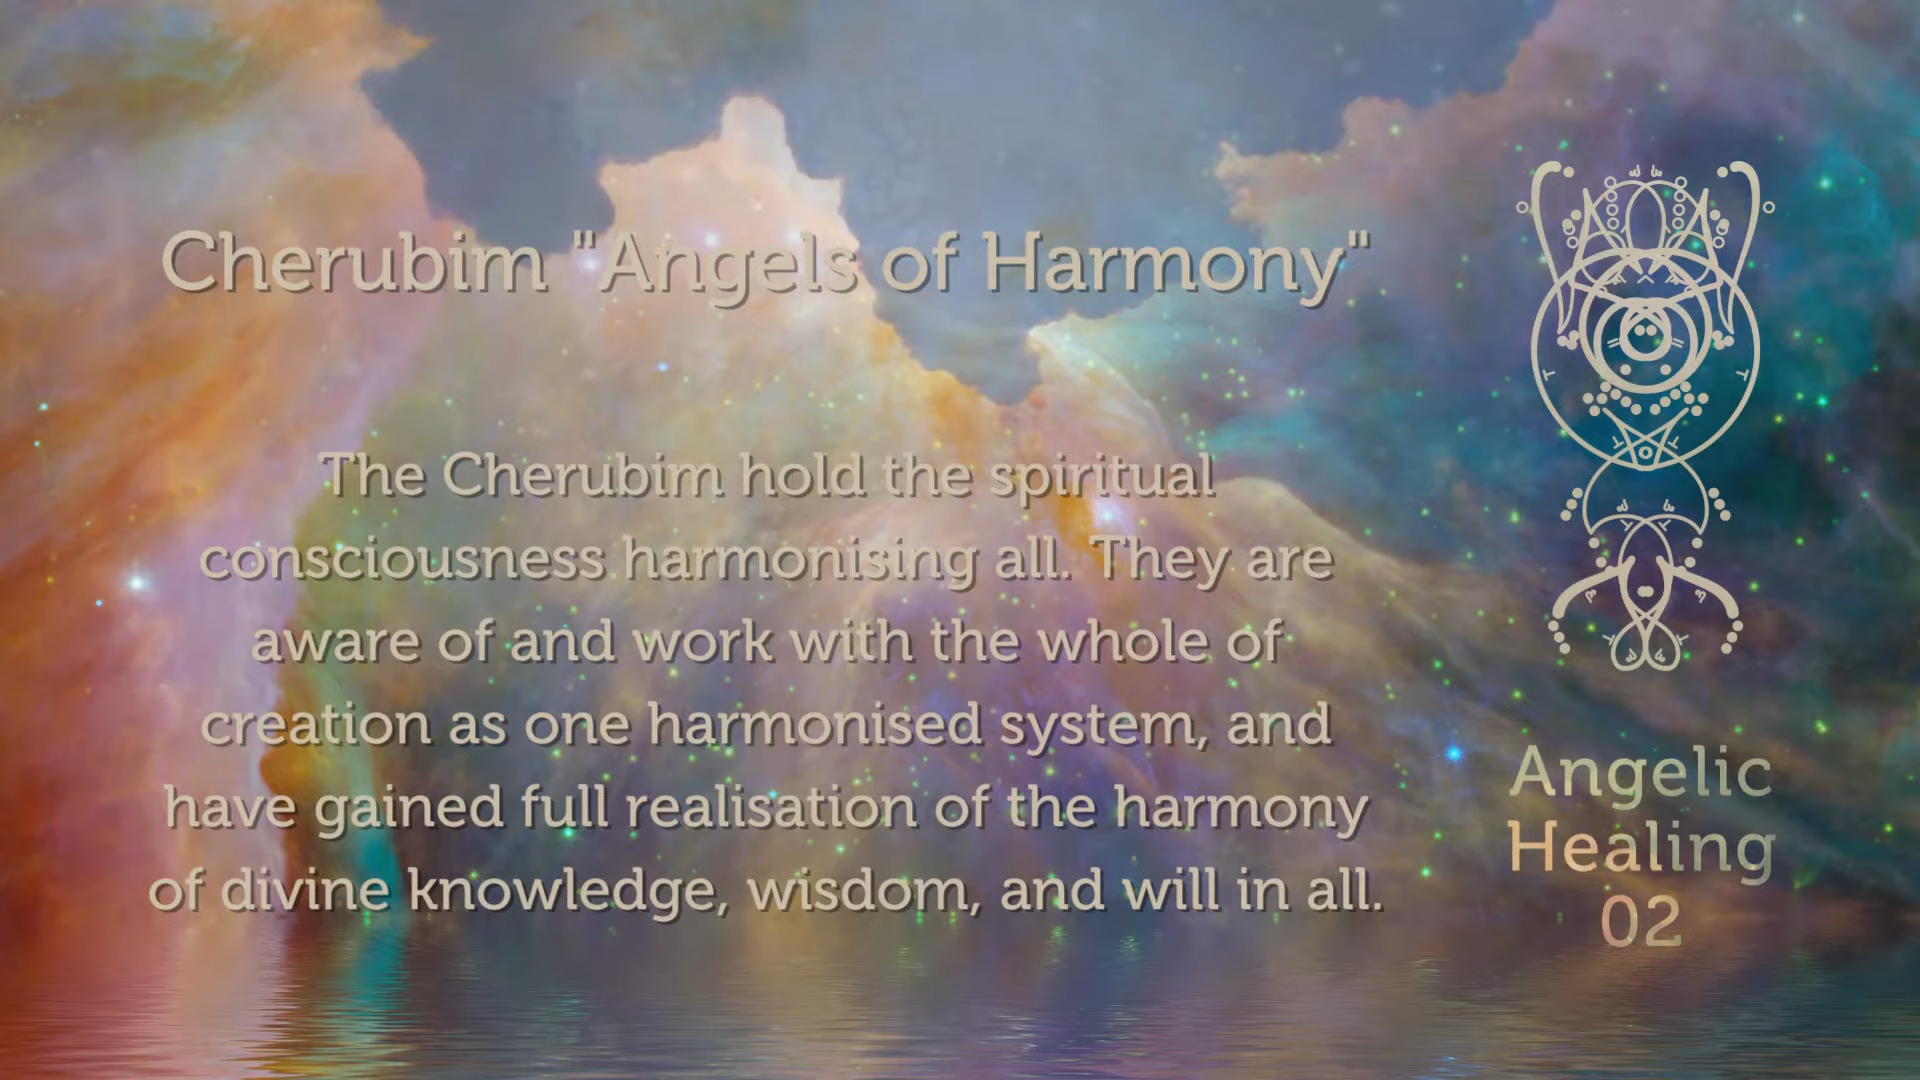 Cherubim "Angels of Harmony"
The Cherubim hold the spiritual
consciousness harmonising all. They are
aware of and work with the whole of
creation as one harmonised system, and
have gained full realisation of the harmony
of divine knowledge, wisdom, and will in all.
Angelic
Healing
02